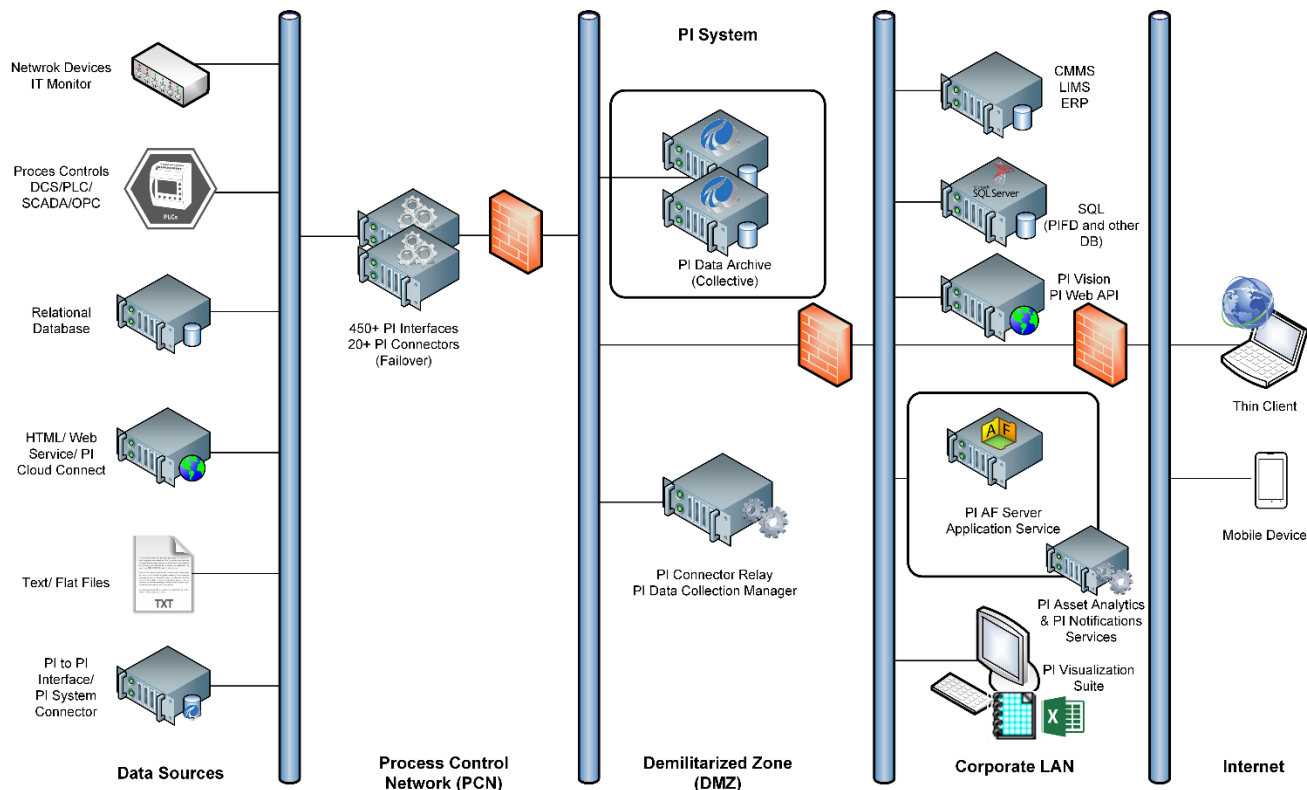 PI System
Netwrok Devices
IT Monitor
Proces Controls
DCS/PLC/
SCADA/OPC
PLCs
Relational
Database
HTML/ Web
Service/ PI
Cloud Connect
Text/ Flat Files
TXT
PI to PI
Interface/
PI System
Connector
Data Sources
450+ PI Interfaces
20+ PI Connectors
(Failover)
Process Control
Network (PCN)
PI Data Archive
(Collective)
PI Connector Relay
PI Data Collection Manager
Demilitarized Zone
(DMZ)
CMMS
LIMS
ERP
SQL Server
SQL
(PIFD and other
DB)
PI Vision
PI Web API
A F
PI AF Server
Application Service
PI Asset Analytics
& PI Notifications
Services
PI Visualization
Suite
X
Corporate LAN
Thin Client
Mobile Device
Internet